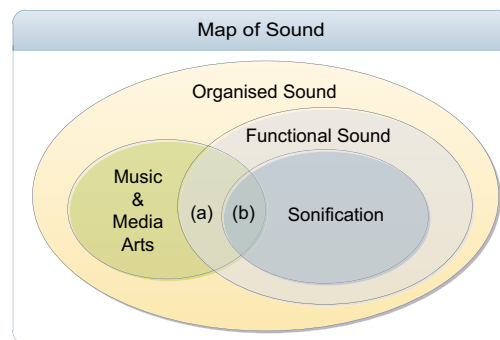 Map of Sound
Organised Sound
Functional Sound
Music
&
Media
Arts
(a)
(b)
Sonification